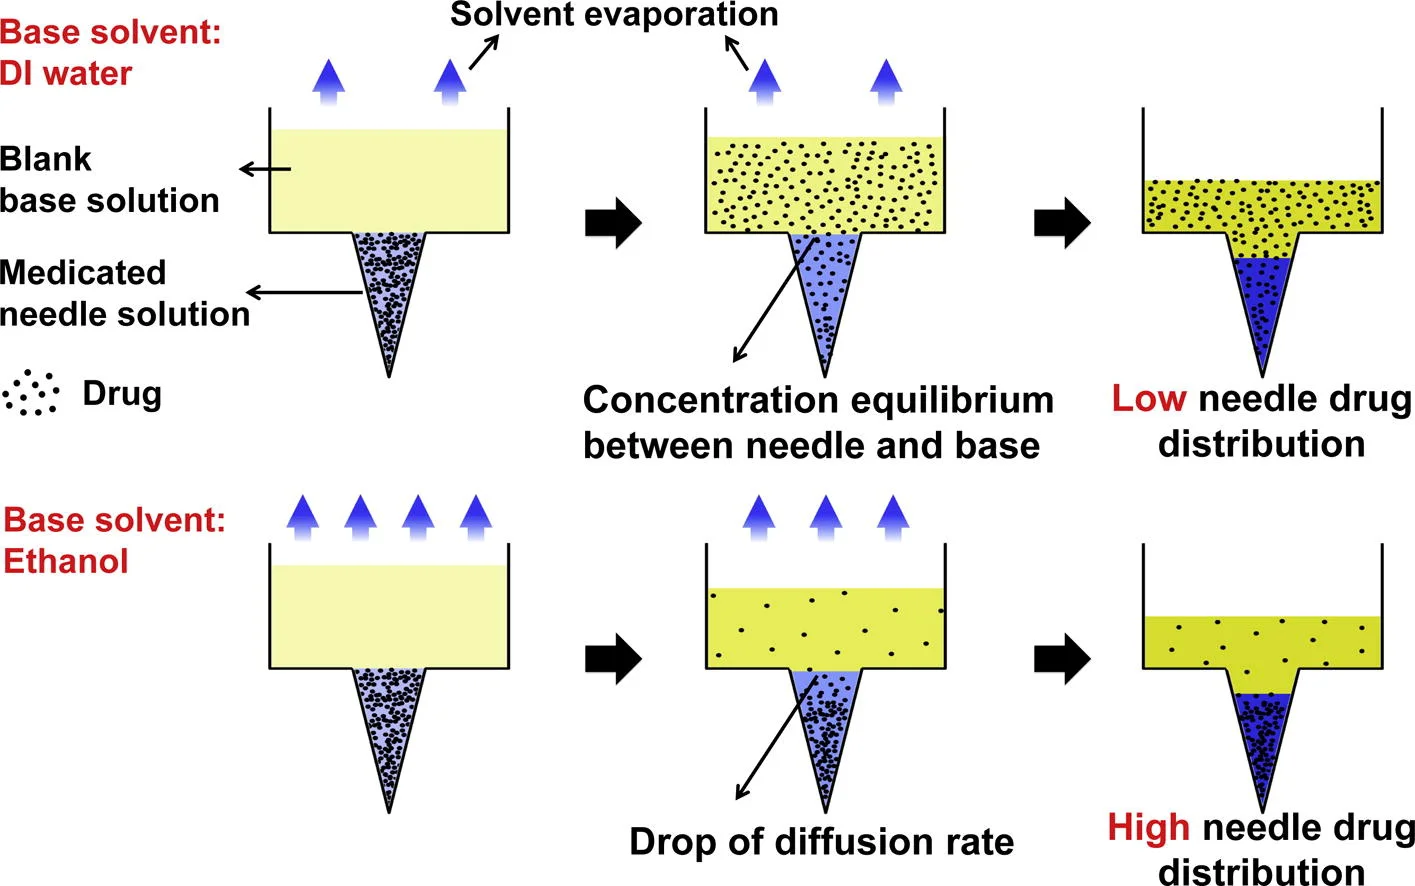 Solvent evaporation
Base solvent:
DI water
Blank
base solution
Medicated
needle solution
Drug
Concentration equilibrium
between needle and base
Low needle drug
distribution
Base solvent:
Ethanol
Drop of diffusion rate
High needle drug
distribution